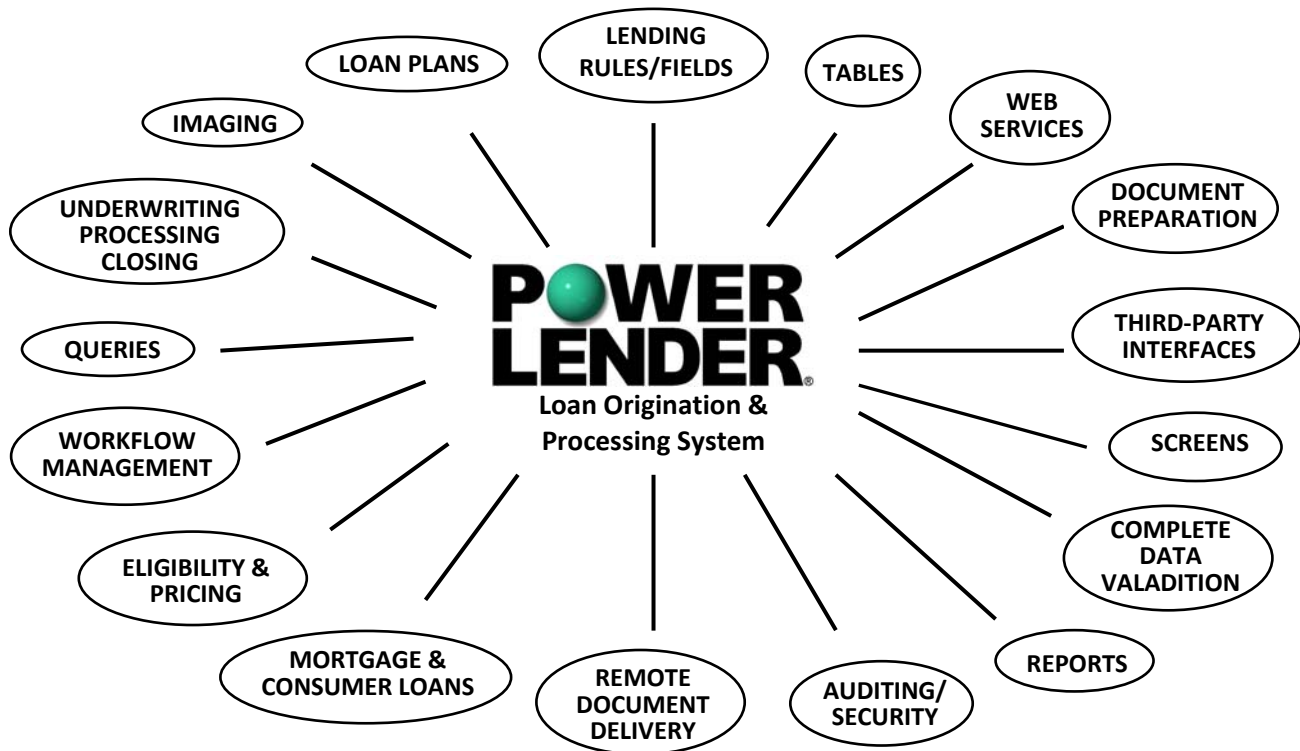 LENDING
RULES/FIELDS
LOAN PLANS
TABLES
WEB
SERVICES
IMAGING
DOCUMENT
PREPARATION
UNDERWRITING
PROCESSING
CLOSING
POWER
LENDER®
Loan Origination &
Processing System
THIRD-PARTY
INTERFACES
QUERIES
WORKFLOW
MANAGEMENT
SCREENS
ELIGIBILITY &
PRICING
COMPLETE
DATA
VALADITION
MORTGAGE &
CONSUMER LOANS
REMOTE
DOCUMENT
DELIVERY
AUDITING/
SECURITY
REPORTS